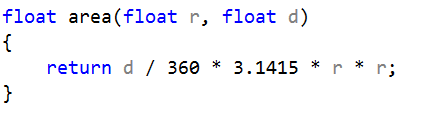 float area(float r, float d)
{
    return d / 360 * 3.1415 * r * r;
}